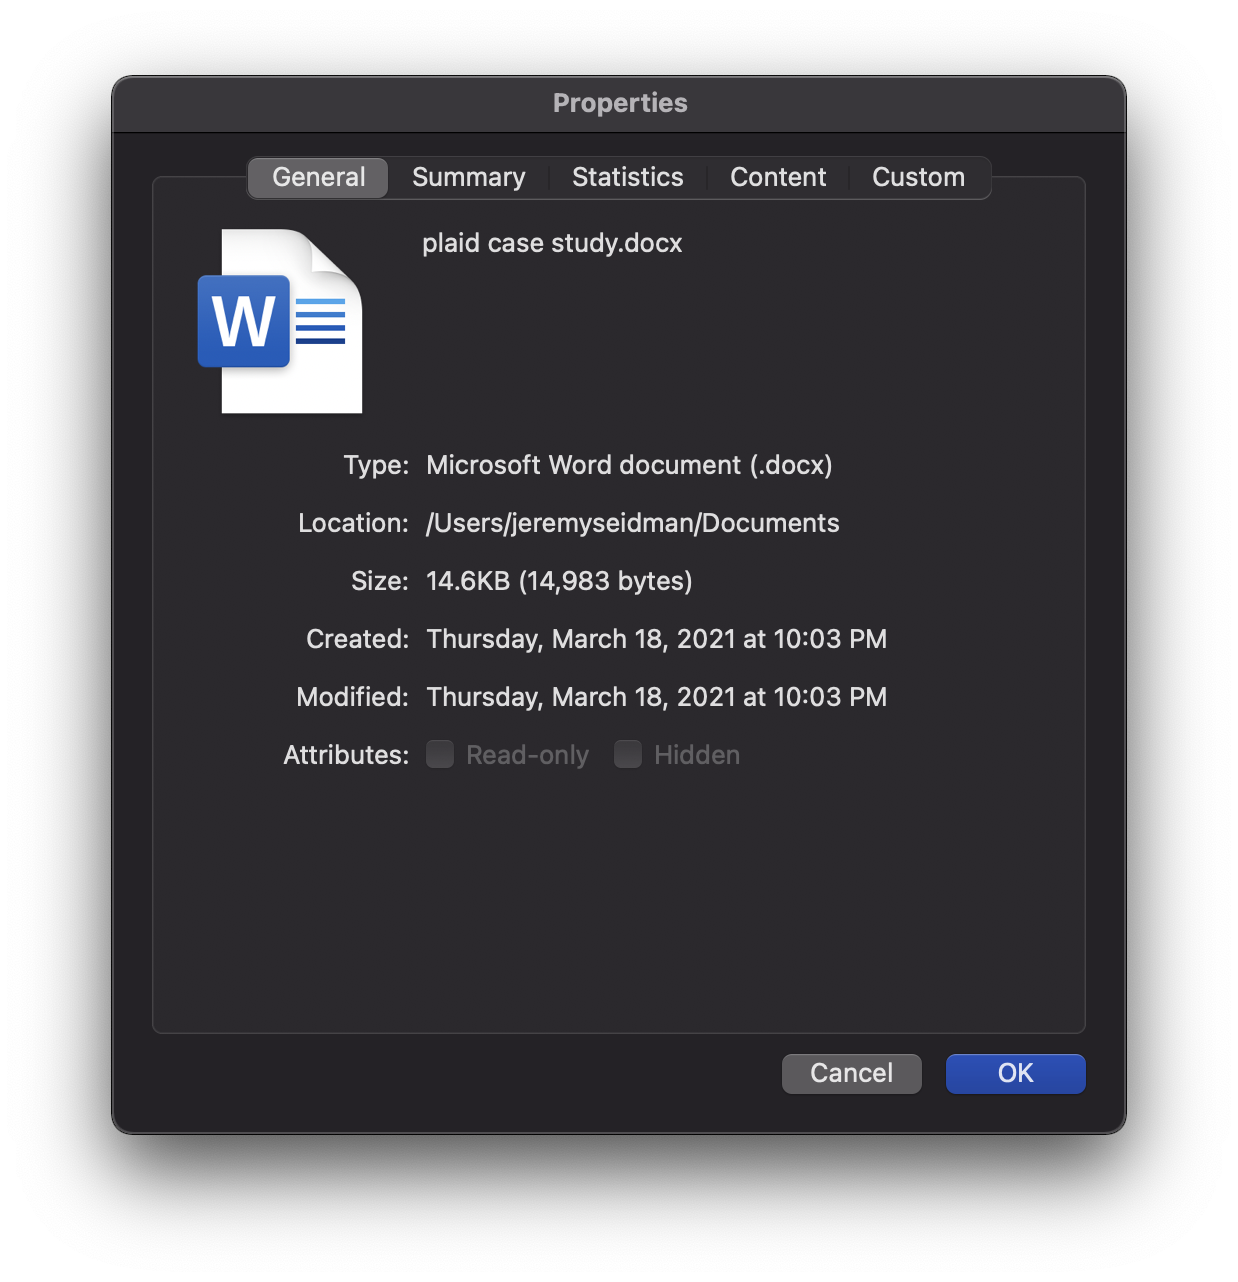 Properties
General Summary Statistics Content Custom
plaid case study.docx
W
Type: Microsoft Word document (.docx)
Location: /Users/jeremyseidman/Documents
Size: 14.6KB (14,983 bytes)
Created: Thursday, March 18, 2021 at 10:03 PM
Modified: Thursday, March 18, 2021 at 10:03 PM
Attributes: Read-only Hidden
Cancel OK